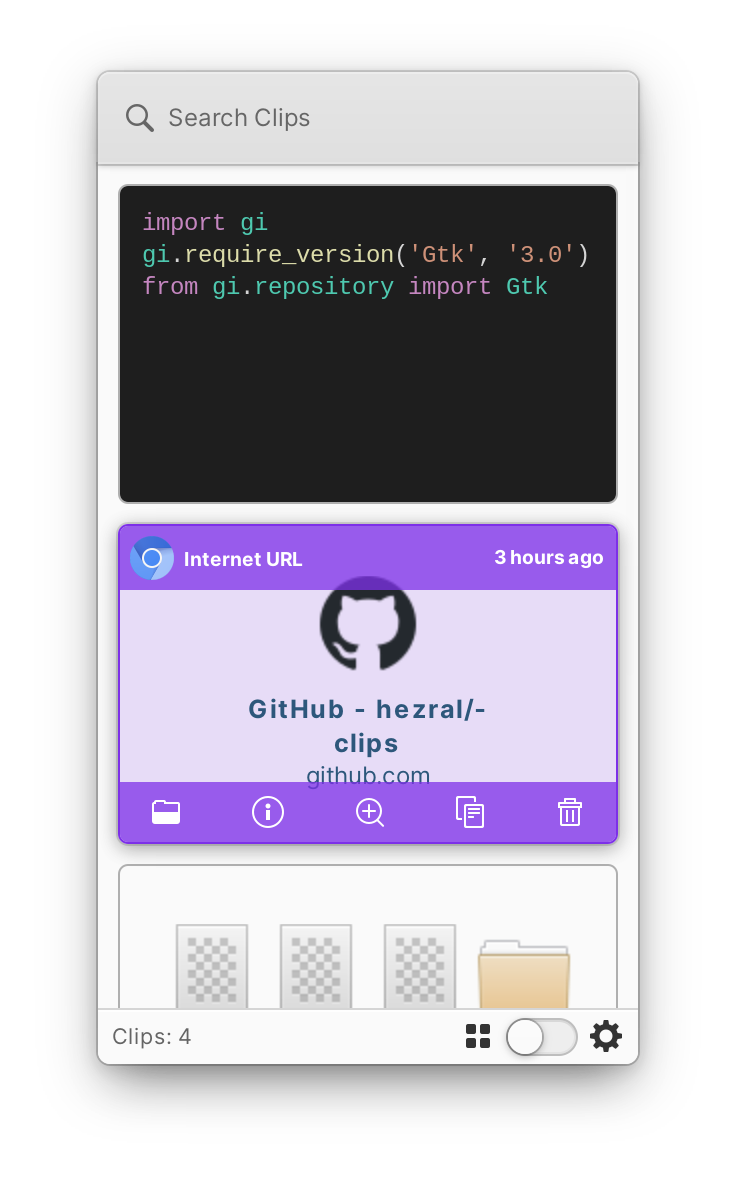 Search Clips
import gi
gi.require_version('Gtk', '3.0')
from gi.repository import Gtk
Internet URL
3 hours ago
GitHub - hezral/-
clips
github.com
Clips: 4